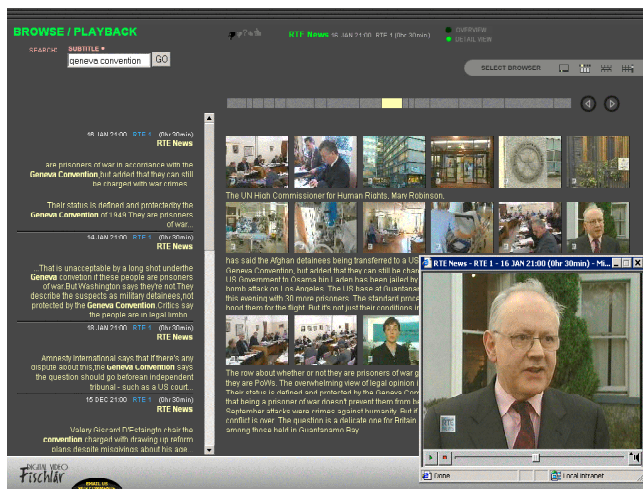 BROWSE / PLAYBACK
SEARCH:
SUBTITLE
geneva convention
GO
RTE News 16 JAN 21:00 RTE 1 (0hr 30min)
OVERVIEW
DETAIL VIEW
SELECT BROWSER
16 JAN 21:00 RTE 1 (0hr 30min)
RTE News
are prisoners of war in accordance with the
Geneva Convention,but added that they can still
be charged with war crimes...
Their status is defined and protectedby the
Geneva Convention of 1949 They are prisoners
of war...
14 JAN 21:00 RTE 1 (0hr 30min)
RTE News
...That is unacceptable by a long shot underthe
Geneva convetion if these people are prisoners
of war.But Washington says they're not.They
describe the suspects as military detainees,not
protected by the Geneva Convention.Critics say
the people are in legal limbo...
18 JAN 21:00 RTE 1 (0hr 30min)
RTE News
Amnesty International says that if there's any
dispute about this,the Geneva Convention says
the question should go beforean independent
tribunal - such as a US court...
15 DEC 21:00 RTE 1 (0hr 30min)
RTE News
Valery Giscard D'Estaingto chair the
convention charged with drawing up reform
plans despite misgivings about his age...
The UN High Commissioner for Human Rights, Mary Robinson,
has said the Afghan detainees being transferred to a US
Geneva Convention, but added that they can still be char
US Government to Osama bin Laden has been jailed by
bomb attack on Los Angeles. The US base at Guantanam
this evening with 30 more prisoners. The standard proce
hood them for the flight. But it's not just their conditions i
The row about whether or not they are prisoners of war g
they are PoWs. The overwhelming view of legal opinion i
Their status is defined and protected by the Geneva Com
that being a prisoner of war doesn't prevent them from be
September attacks were crimes against humanity. But if
conflict is over. The question is a delicate one for Britain
among those held in Guantanamo Bay.
RTE News - RTE 1 - 16 JAN 21:00 (0hr 30min) - Mi...
Done
Local intranet
DIGITAL VIDEO
Físchlár
EMAIL US